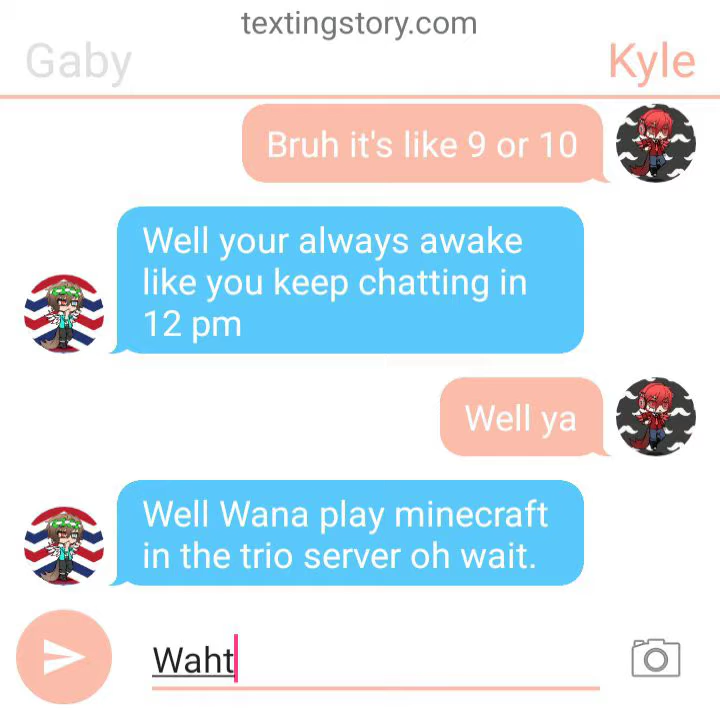 textingstory.com
Gaby
Kyle
Bruh it's like 9 or 10
Well your always awake
like you keep chatting in
12 pm
Well ya
Well Wana play minecraft
in the trio server oh wait.
Waht